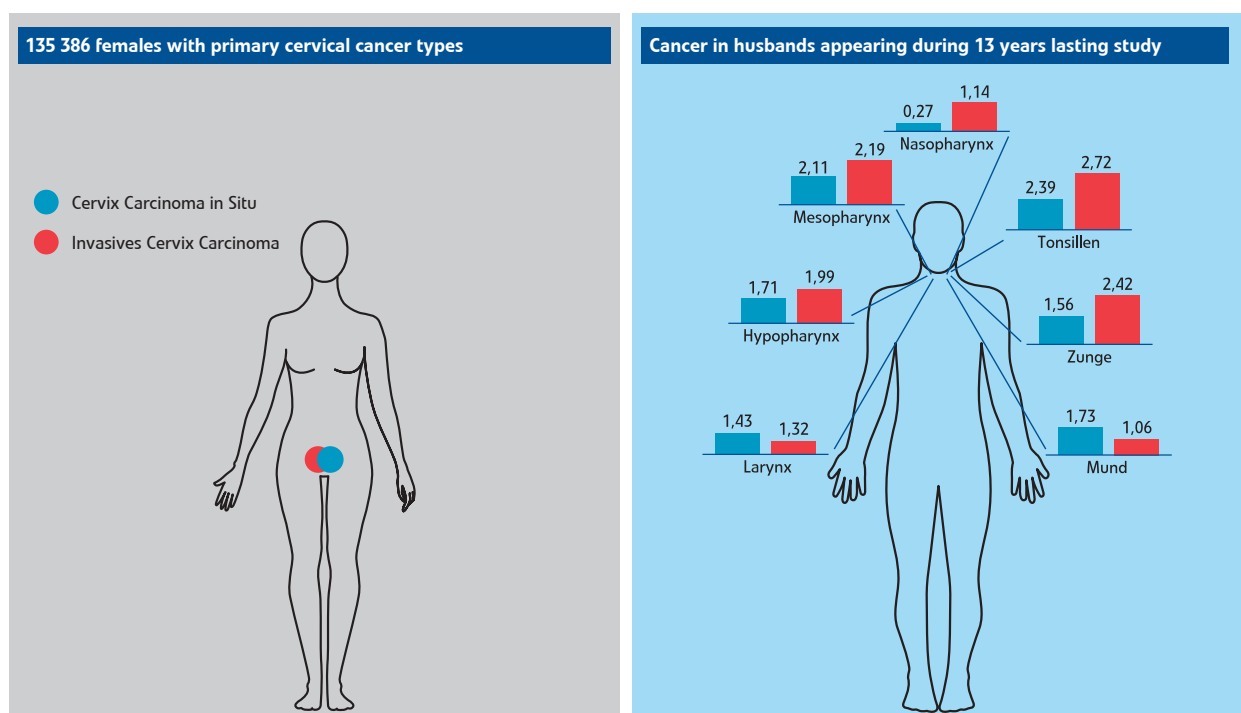 135 386 females with primary cervical cancer types
Cervix Carcinoma in Situ
Invasives Cervix Carcinoma
Cancer in husbands appearing during 13 years lasting study
0,27
1,14
Nasopharynx
2,11
2,19
Mesopharynx
2,39
2,72
Tonsillen
1,71
1,99
Hypopharynx
1,56
2,42
Zunge
1,43
1,32
Larynx
1,73
1,06
Mund